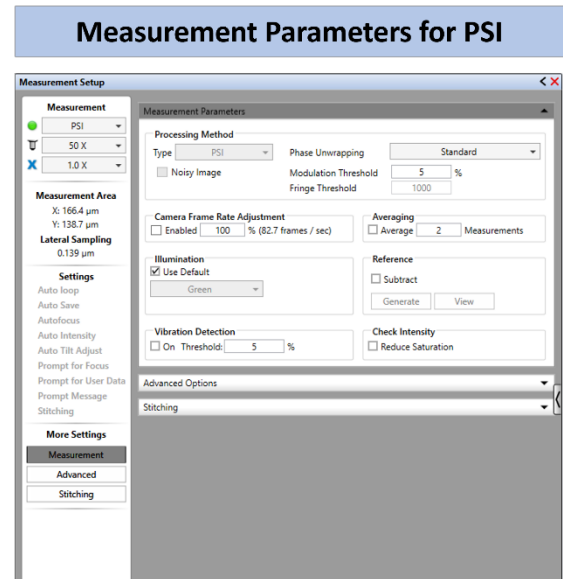 Measurement Parameters for PSI
Measurement Setup
Measurement
PSI
50 X
1.0 X
Measurement Area
X: 166.4 µm
Y: 138.7 µm
Lateral Sampling
0.139 µm
Settings
Auto loop
Auto Save
Autofocus
Auto Intensity
Auto Tilt Adjust
Prompt for Focus
Prompt for User Data
Prompt Message
Stitching
More Settings
Measurement
Advanced
Stitching
Measurement Parameters
Processing Method
Type PSI Phase Unwrapping Standard
Noisy Image Modulation Threshold 5 %
Fringe Threshold 1000
Camera Frame Rate Adjustment
Enabled 100 % (82.7 frames / sec)
Averaging
Average 2 Measurements
Illumination
Use Default
Green
Reference
Subtract
Generate View
Vibration Detection
On Threshold: 5 %
Check Intensity
Reduce Saturation
Advanced Options
Stitching